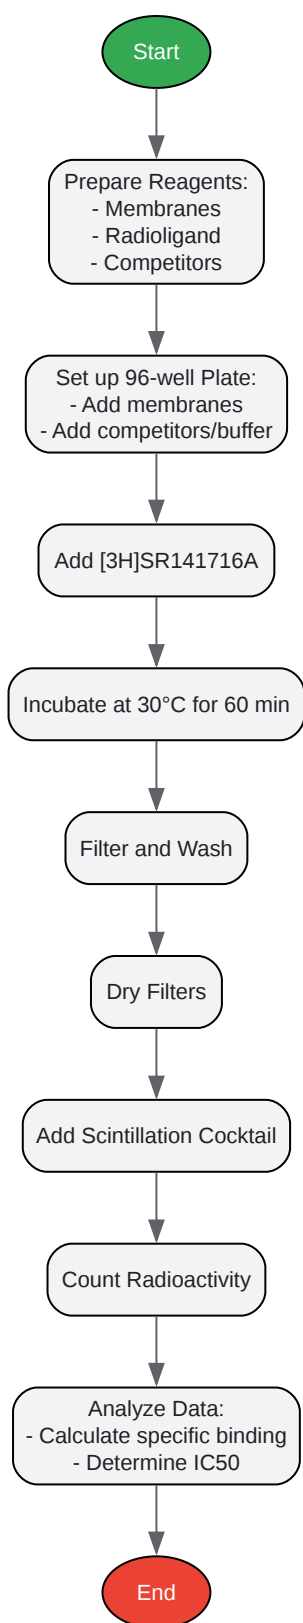 Start
Prepare Reagents:
- Membranes
- Radioligand
- Competitors
Set up 96-well Plate:
- Add membranes
- Add competitors/buffer
Add [3H]SR141716A
Incubate at 30°C for 60 min
Filter and Wash
Dry Filters
Add Scintillation Cocktail
Count Radioactivity
Analyze Data:
- Calculate specific binding
- Determine IC50
End